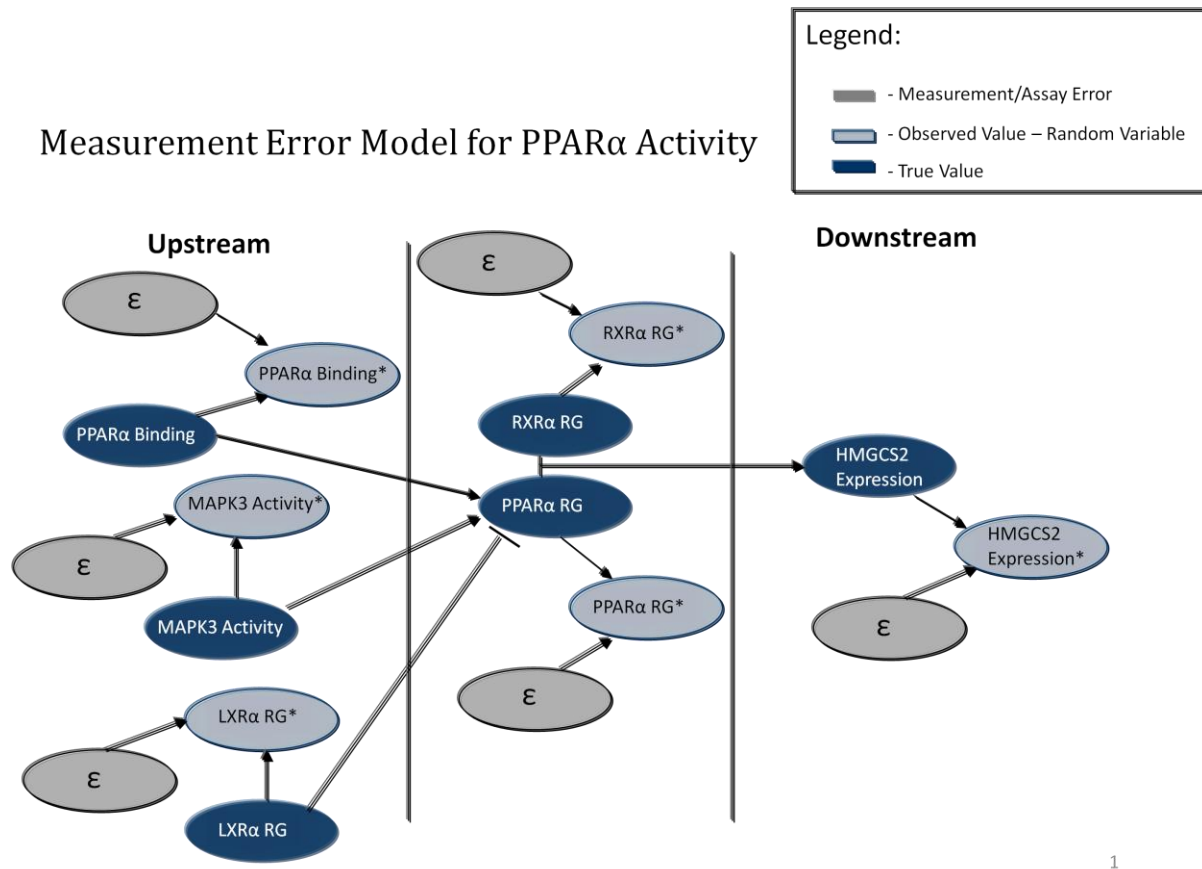 Legend:
- Measurement/Assay Error
- Observed Value – Random Variable
- True Value
Measurement Error Model for PPARα Activity
Upstream
Downstream
ε
ε
RXRα RG*
PPARα Binding*
PPARα Binding
RXRα RG
HMGCS2
Expression
MAPK3 Activity*
PPARα RG
HMGCS2
Expression*
ε
PPARα RG*
MAPK3 Activity
ε
ε
LXRα RG*
ε
LXRα RG
1